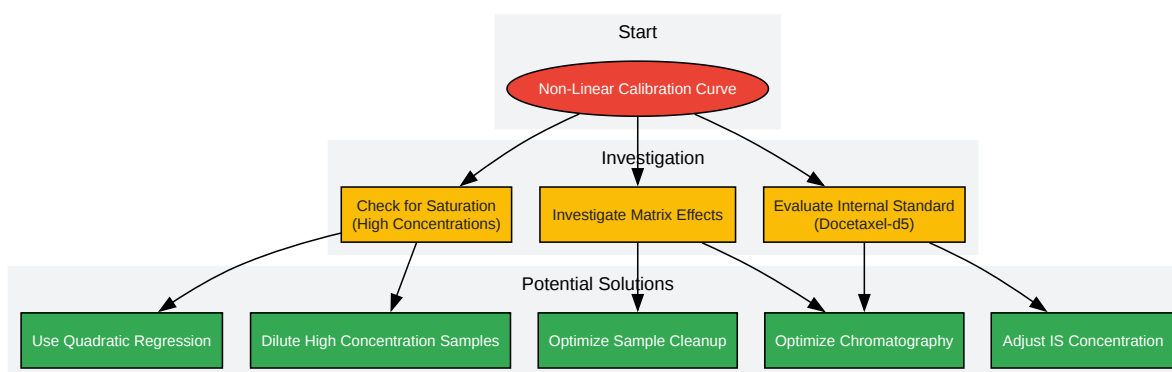 Start
Non-Linear Calibration Curve
Investigation
Check for Saturation
(High Concentrations)
Investigate Matrix Effects
Evaluate Internal Standard
(Docetaxel-d5)
Potential Solutions
Use Quadratic Regression
Dilute High Concentration Samples
Optimize Sample Cleanup
Optimize Chromatography
Adjust IS Concentration